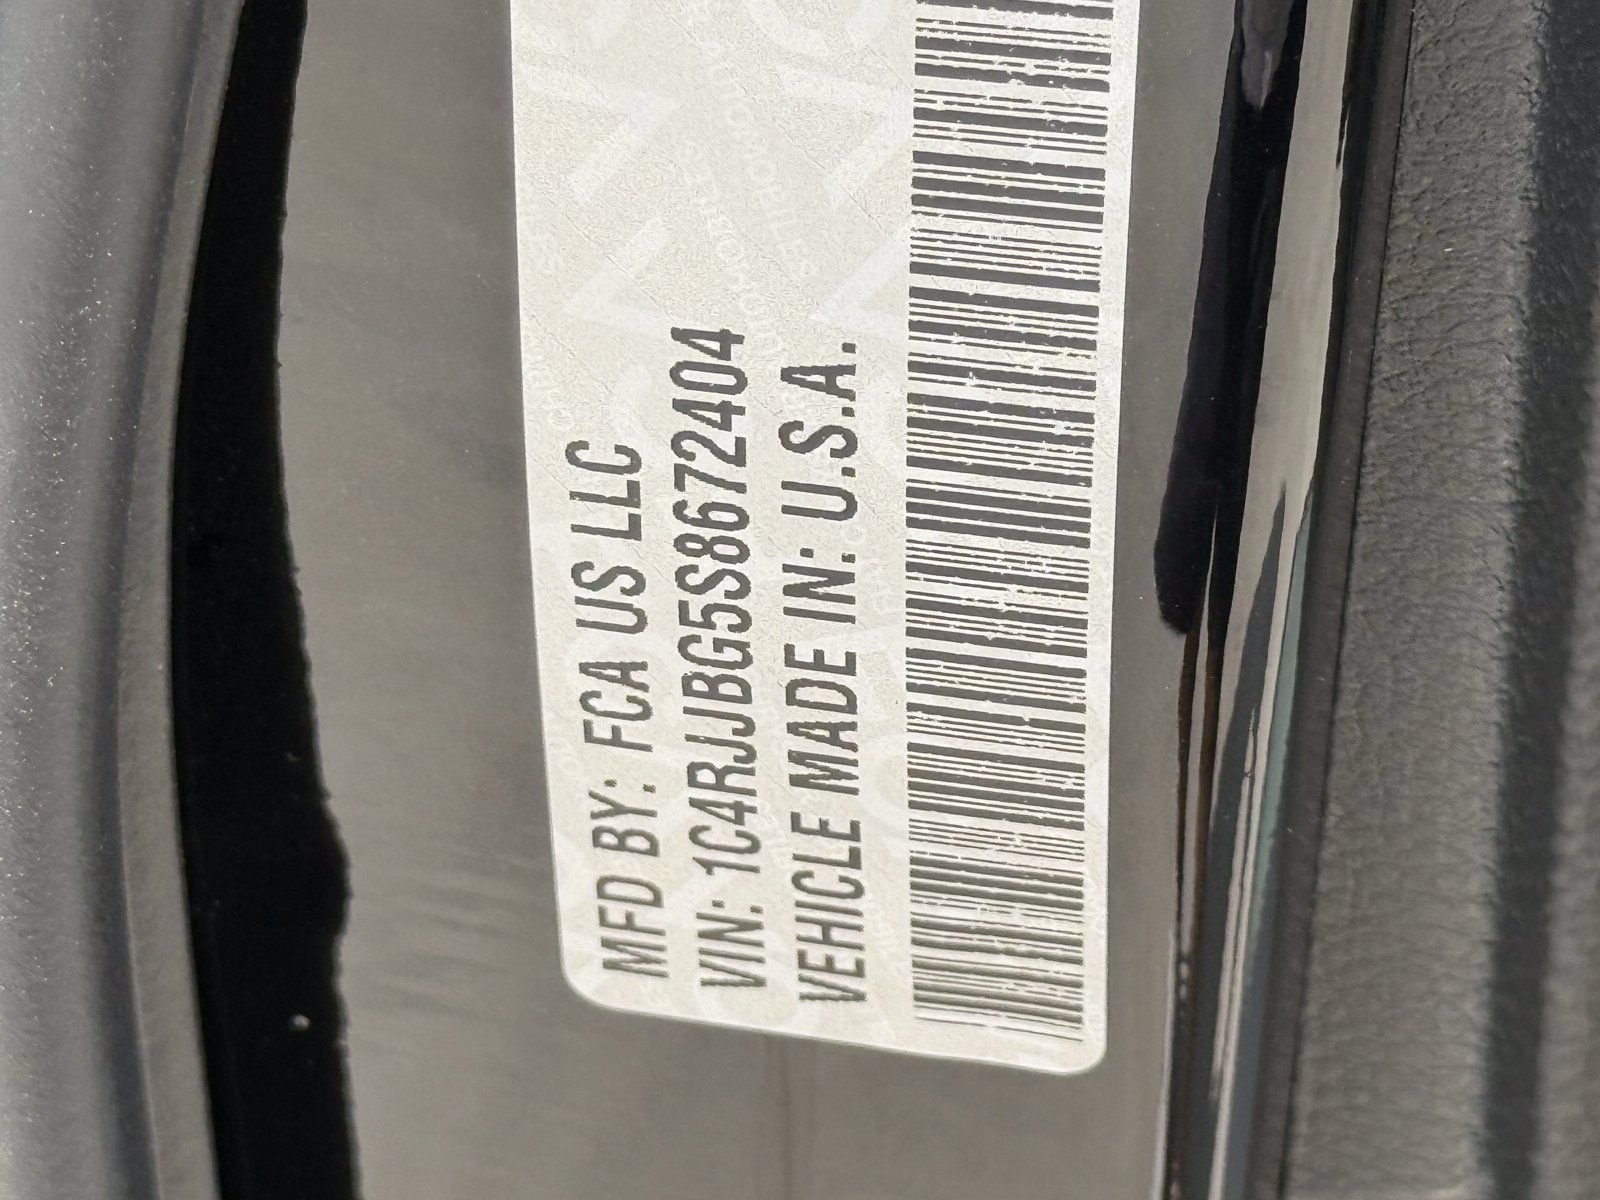 MFD BY: FCA US LLC
VIN: 1C4RJJBG5S8672404
VEHICLE MADE IN: U.S.A.